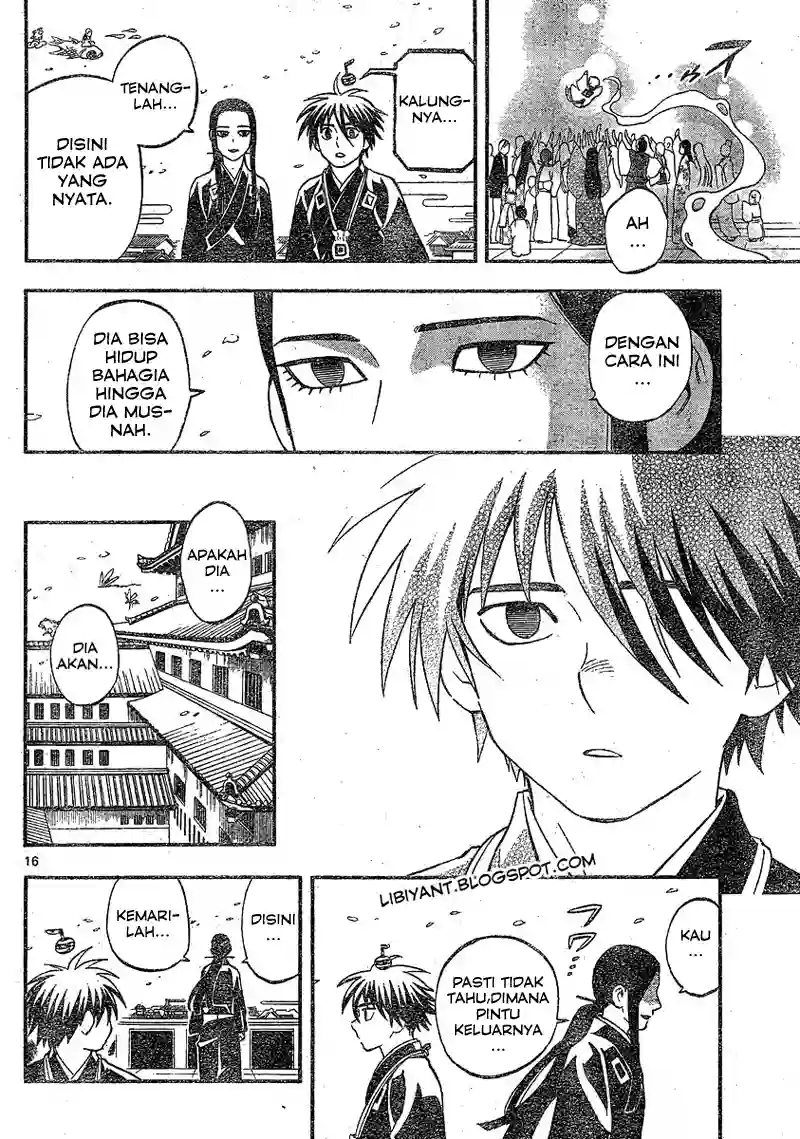 AH
...
KALUNG-
NYA...
TENANG-
LAH...
DISINI
TIDAK ADA
YANG
NYATA.
DENGAN
CARA INI
...
DIA BISA
HIDUP
BAHAGIA
HINGGA
DIA MUS-
NAH.
APAKAH
DIA
...
DIA
AKAN...
16
LIBIYANT.BLOGSPOT.COM
KAU
...
PASTI TIDAK
TAHU,DIMANA
PINTU
KELUARNYA
...
DISINI
...
KEMARI-
LAH...